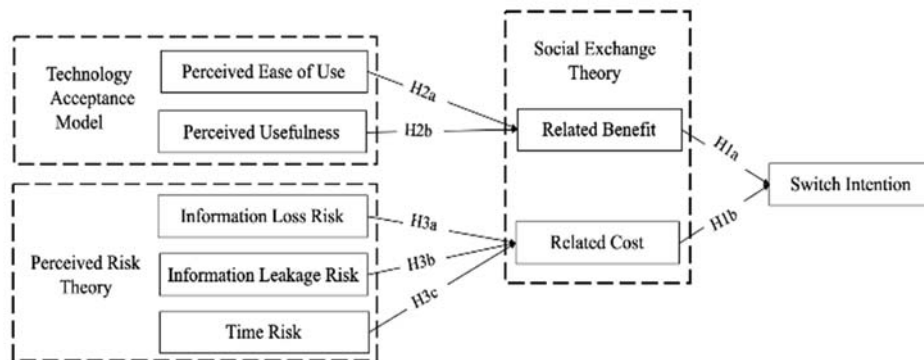 Technology
Acceptance
Model
Perceived Ease of Use
Perceived Usefulness
H2a
H2b
Perceived Risk
Theory
Information Loss Risk
Information Leakage Risk
Time Risk
H3a
H3b
H3c
Social Exchange
Theory
Related Benefit
Related Cost
H1a
H1b
Switch Intention